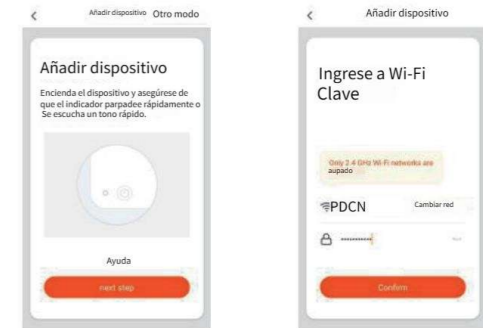 Añadir dispositivo Otro modo
Añadir dispositivo
Encienda el dispositivo y asegúrese de
que el indicador parpadee rápidamente o
Se escucha un tono rápido.
Ayuda
next step
Añadir dispositivo
Ingrese a Wi-Fi
Clave
Only 2.4 GHz Wi-Fi networks are
aupado
PDCN Cambiar red
Confirm